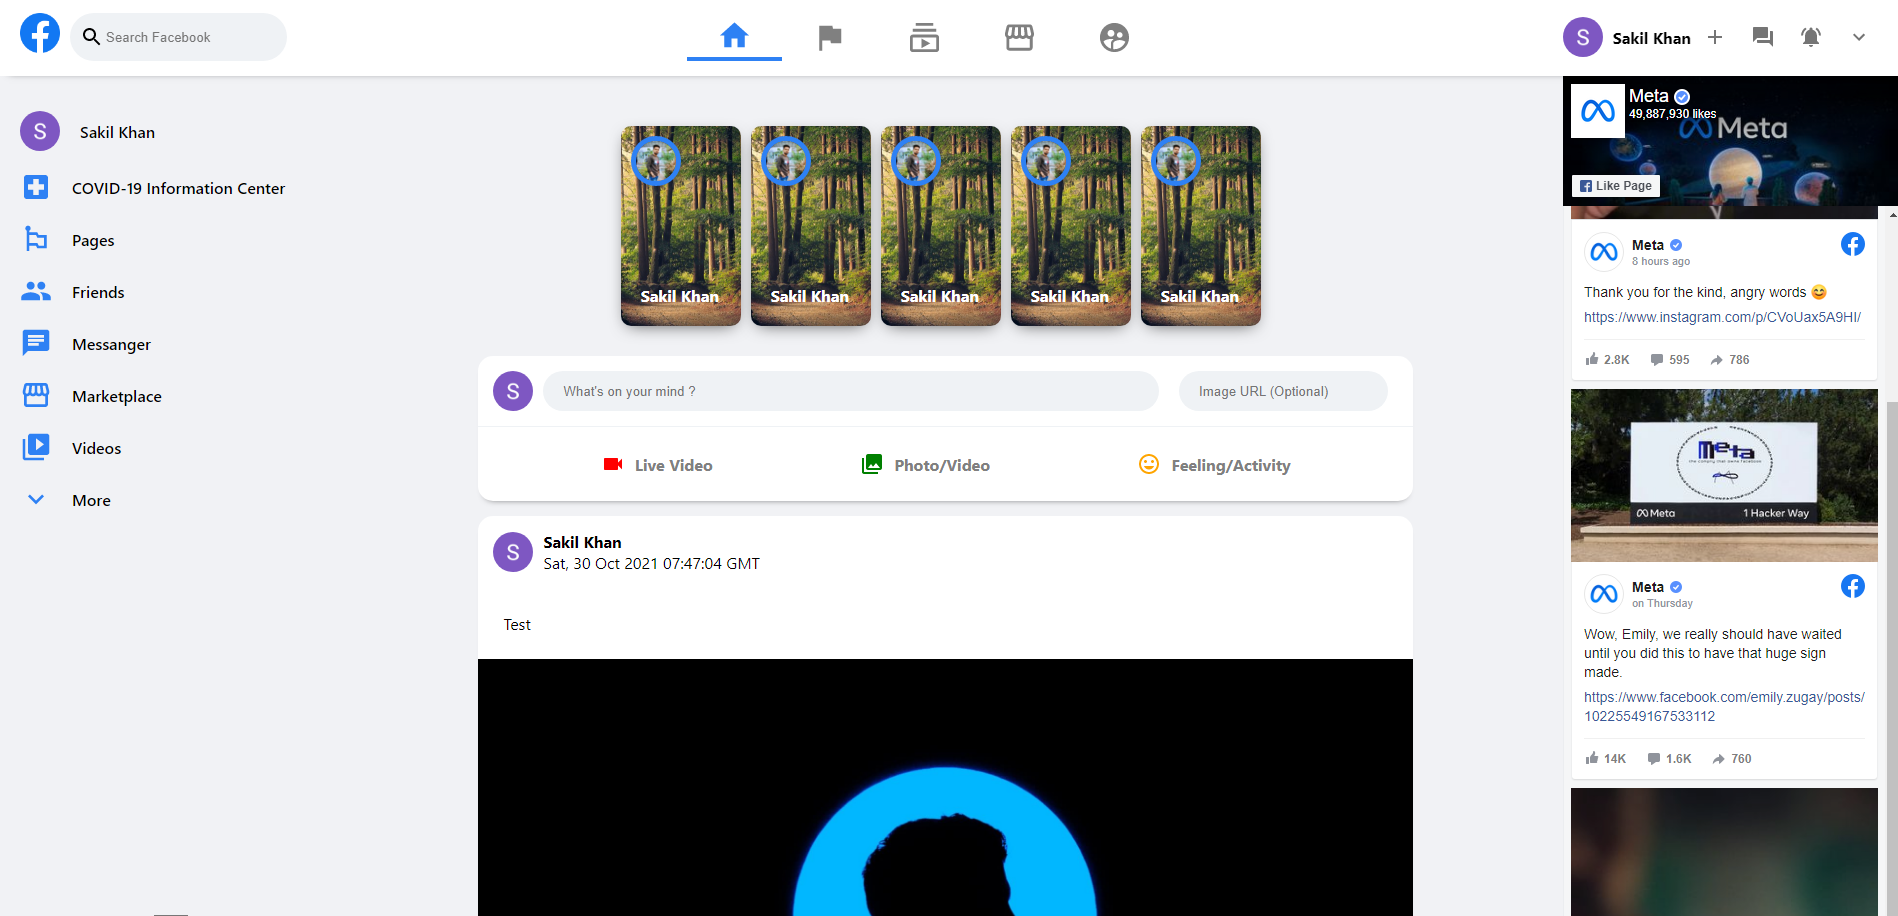 Search Facebook
S
Sakil Khan
S
Sakil Khan
COVID-19 Information Center
Pages
Friends
Messanger
Marketplace
Videos
More
Sakil Khan
Sakil Khan
Sakil Khan
Sakil Khan
Sakil Khan
S
What's on your mind ?
Image URL (Optional)
Live Video
Photo/Video
Feeling/Activity
S
Sakil Khan
Sat, 30 Oct 2021 07:47:04 GMT
Test
Meta
49,887,930 likes
Meta
Like Page
Meta
8 hours ago
Thank you for the kind, angry words 😊
https://www.instagram.com/p/CVoUax5A9HI/
2.8K
595
786
Meta
the company that owns facebook
Meta
1 Hacker Way
Meta
on Thursday
Wow, Emily, we really should have waited
until you did this to have that huge sign
made.
https://www.facebook.com/emily.zugay/posts/
10225549167533112
14K
1.6K
760